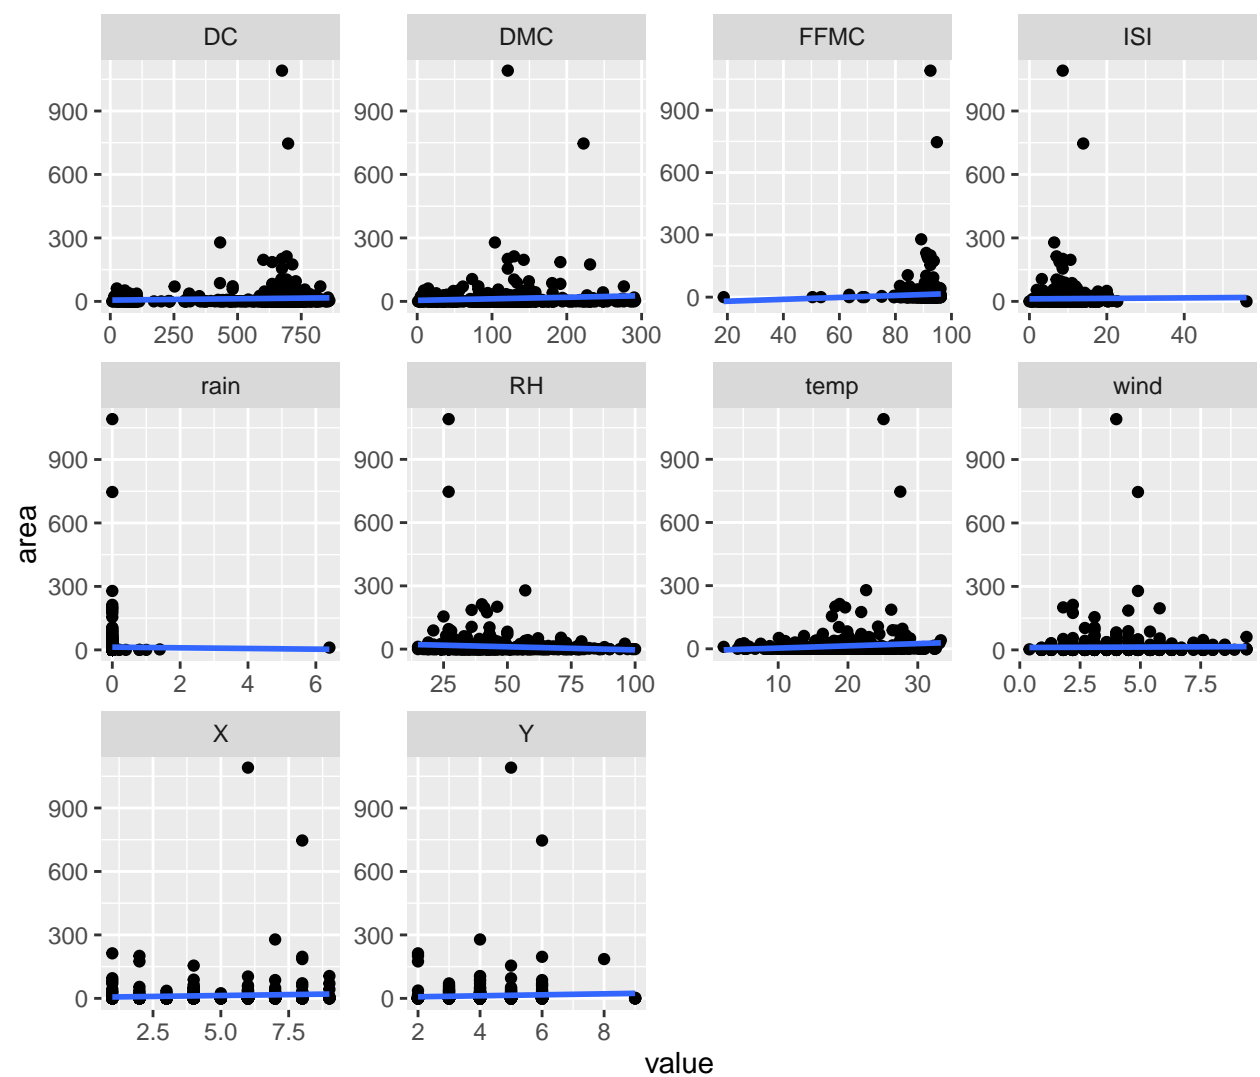 DC DMC FFMC ISI
900 900 900 900
600 600 600 600
300 300 300 300
0 0 0 0
0 250 500 750 0 100 200 300 20 40 60 80 100 0 20 40
rain RH temp wind
900 900 900 900
600 600 600 600
300 300 300 300
0 0 0 0
0 2 4 6 25 50 75 100 10 20 30 0.0 2.5 5.0 7.5
area
X Y
900 900
600 600
300 300
0 0
2.5 5.0 7.5 2 4 6 8
value